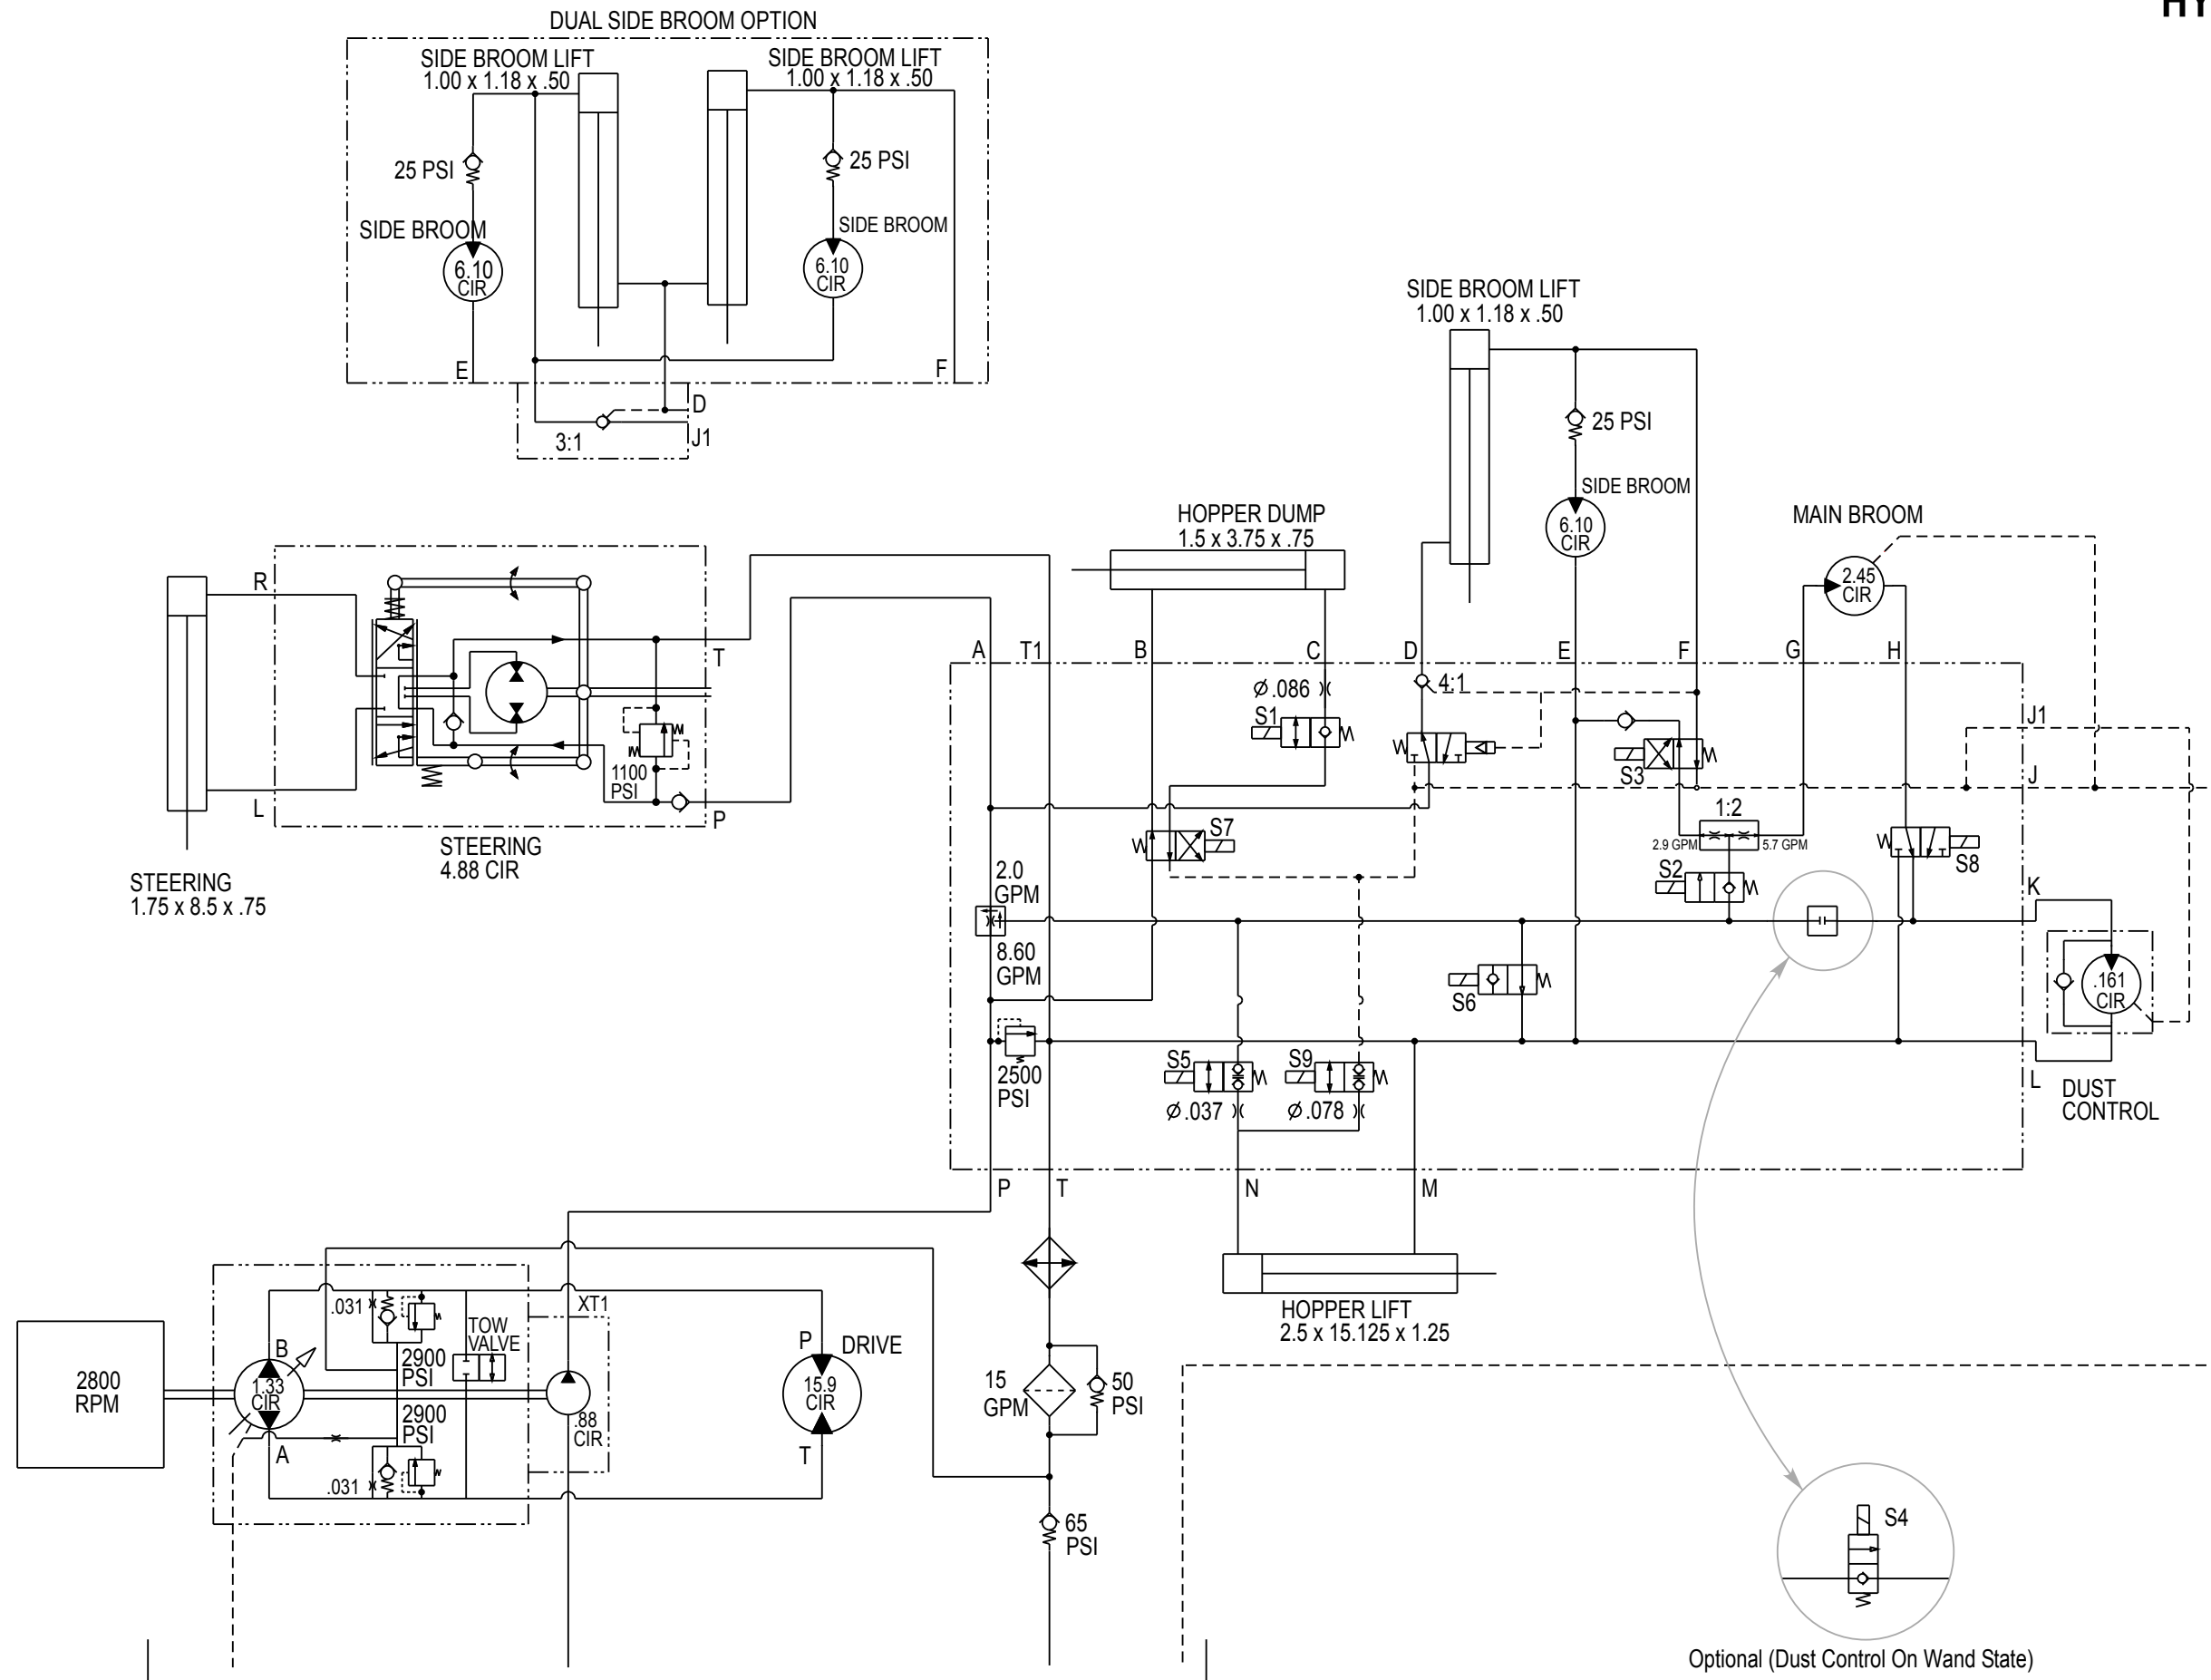 HY
DUAL SIDE BROOM OPTION
SIDE BROOM LIFT
1.00 x 1.18 x .50
SIDE BROOM LIFT
1.00 x 1.18 x .50
25 PSI
25 PSI
SIDE BROOM
SIDE BROOM
6.10
CIR
6.10
CIR
E
F
D
J1
3:1
SIDE BROOM LIFT
1.00 x 1.18 x .50
25 PSI
SIDE BROOM
6.10
CIR
HOPPER DUMP
1.5 x 3.75 x .75
MAIN BROOM
2.45
CIR
R
L
T
P
1100
PSI
STEERING
4.88 CIR
STEERING
1.75 x 8.5 x .75
A
T1
B
C
D
E
F
G
H
J1
J
K
L
Ø .086
S1
4:1
S3
S7
1:2
2.9 GPM
5.7 GPM
S2
S8
2.0
GPM
8.60
GPM
S6
2500
PSI
S5
S9
Ø .037
Ø .078
.161
CIR
DUST
CONTROL
P
T
N
M
HOPPER LIFT
2.5 x 15.125 x 1.25
2800
RPM
.031
B
1.33
CIR
A
2900
PSI
2900
PSI
.031
TOW
VALVE
XT1
.88
CIR
P
DRIVE
15.9
CIR
T
15
GPM
50
PSI
65
PSI
S4
Optional (Dust Control On Wand State)